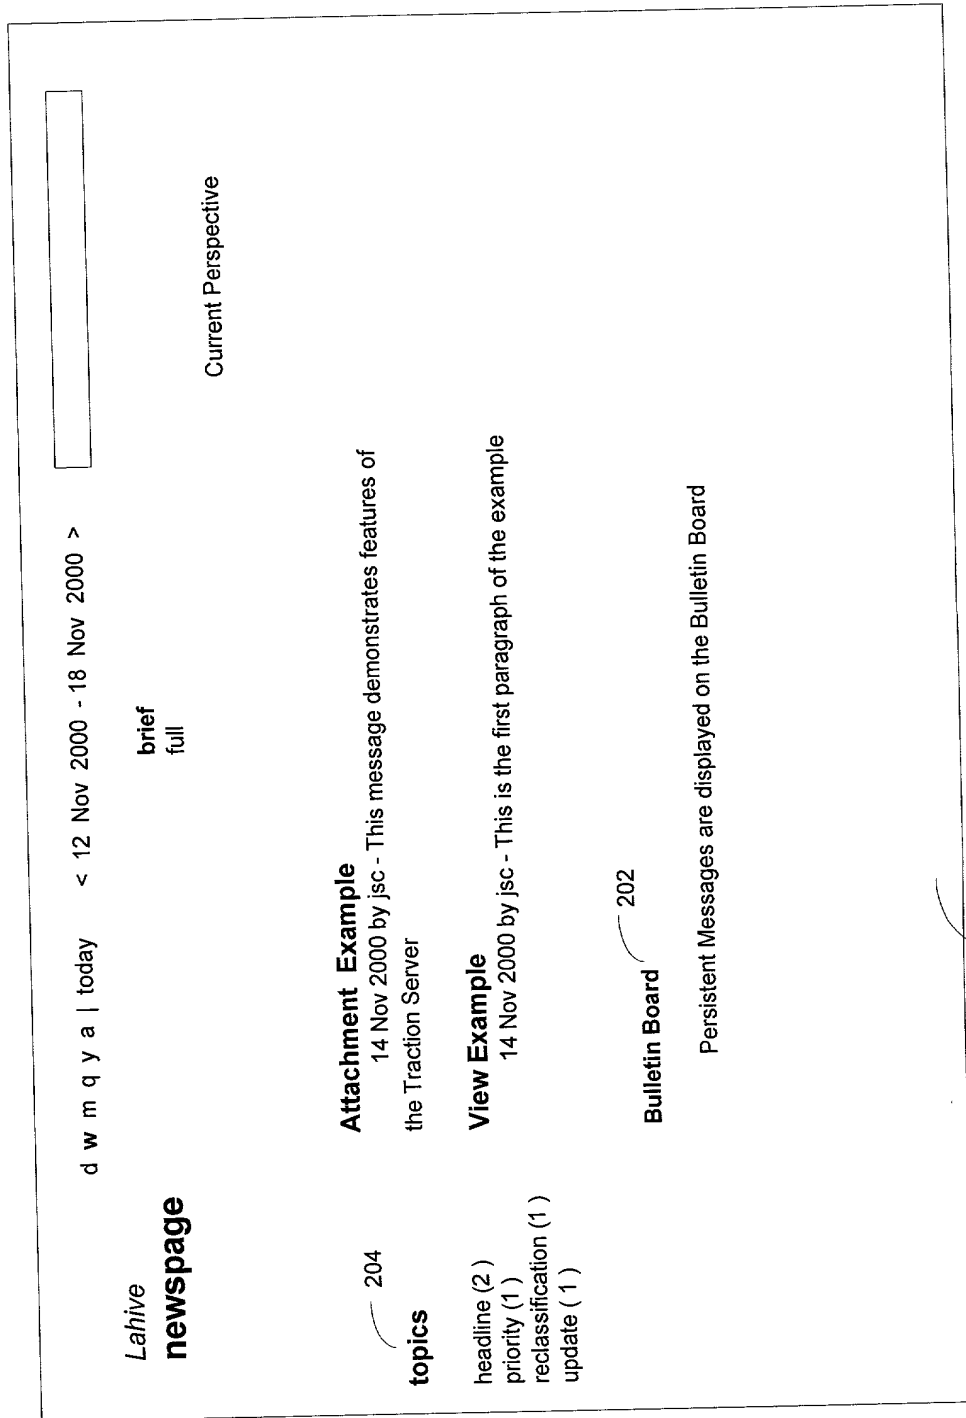 d w m q y a | today < 12 Nov 2000 - 18 Nov 2000 >
Lahive
newspage
brief
full
Current Perspective
204
topics
headline (2 )
priority (1 )
reclassification (1 )
update ( 1 )
Attachment Example
14 Nov 2000 by jsc - This message demonstrates features of
the Traction Server
View Example
14 Nov 2000 by jsc - This is the first paragraph of the example
Bulletin Board
202
Persistent Messages are displayed on the Bulletin Board